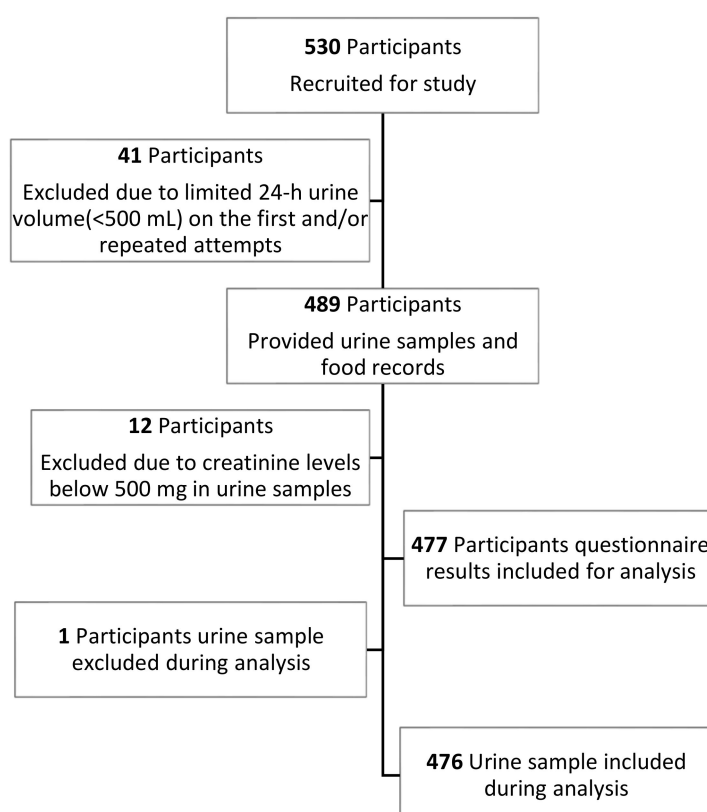 530 Participants
Recruited for study
41 Participants
Excluded due to limited 24-h urine
volume(<500 mL) on the first and/or
repeated attempts
489 Participants
Provided urine samples and
food records
12 Participants
Excluded due to creatinine levels
below 500 mg in urine samples
477 Participants questionnaire
results included for analysis
1 Participants urine sample
excluded during analysis
476 Urine sample included
during analysis